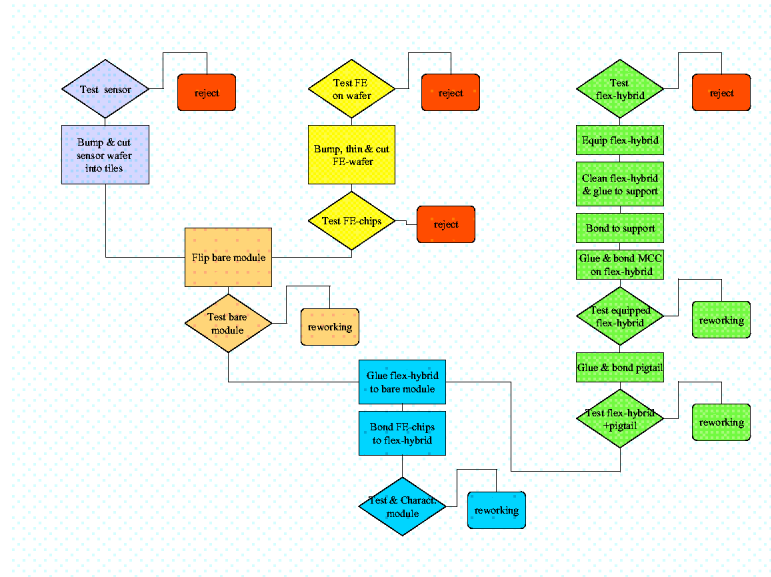 Test sensor
reject
Bump & cut
sensor wafer
into tiles
Test FE
on wafer
reject
Bump, thin & cut
FE-wafer
Test FE-chips
reject
Flip bare module
Test bare
module
reworking
Test
flex-hybrid
reject
Equip flex-hybrid
Clean flex-hybrid
& glue to support
Bond to support
Glue & bond MCC
on flex-hybrid
Test equipped
flex-hybrid
reworking
Glue & bond pigtail
Test flex-hybrid
+pigtail
reworking
Glue flex-hybrid
to bare module
Bond FE-chips
to flex-hybrid
Test & Charact.
module
reworking